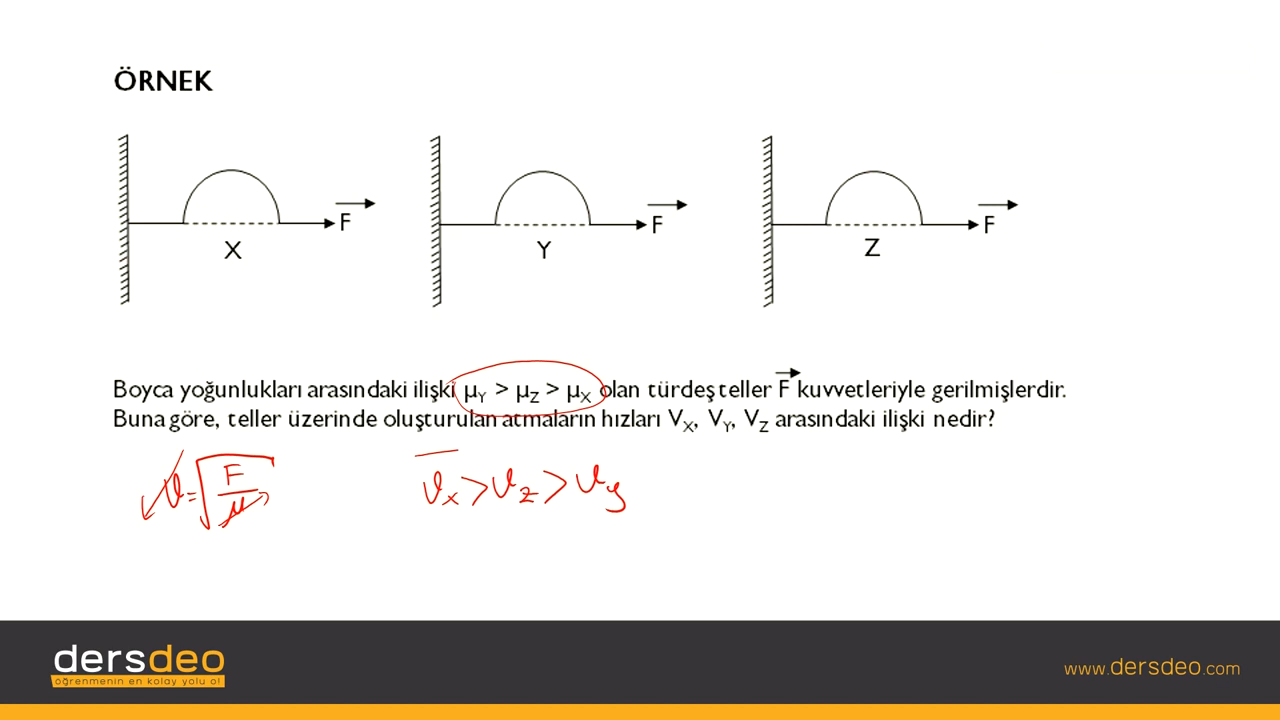 ÖRNEK
F F F
X Y Z
Boyca yoğunlukları arasındaki ilişki μY > μZ > μX olan türdeş teller F kuvvetleriyle gerilmişlerdir.
Buna göre, teller üzerinde oluşturulan atmaların hızları VX, VY, VZ arasındaki ilişki nedir?
v = √(F/μ) vx > vz > vy
dersdeo
öğrenmenin en kolay yolu o!
www.dersdeo.com